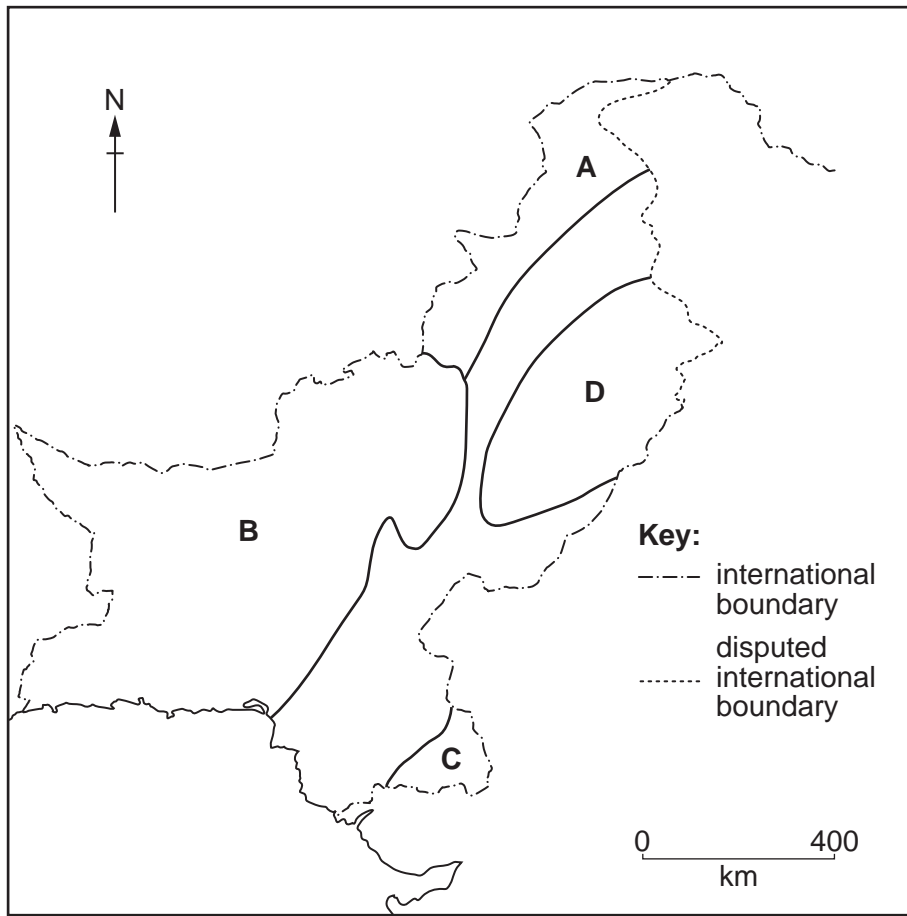 N
A
B
C
D
Key:
international
boundary
disputed
international
boundary
0 400
km